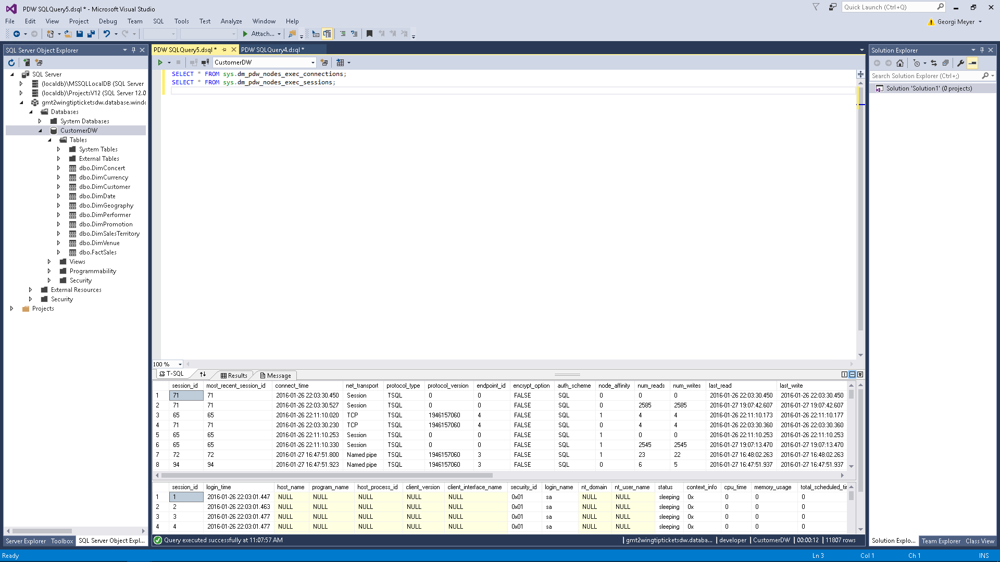 PDW SQLQuery5.dsql * - Microsoft Visual Studio
Quick Launch (Ctrl+Q)
File Edit View Project Debug Team SQL Tools Test Analyze Window Help
Georgi Meyer
Attach...
SQL Server Object Explorer
SQL Server
(localdb)\MSSQLLocalDB (SQL Server
(localdb)\ProjectsV12 (SQL Server 12.0
gmt2wingtipticketsdw.database.windo
Databases
System Databases
CustomerDW
Tables
System Tables
External Tables
dbo.DimConcert
dbo.DimCurrency
dbo.DimCustomer
dbo.DimDate
dbo.DimGeography
dbo.DimPerformer
dbo.DimPromotion
dbo.DimSalesTerritory
dbo.DimVenue
dbo.FactSales
Views
Programmability
Security
External Resources
Security
Projects
Server Explorer Toolbox SQL Server Object Expl...
PDW SQLQuery5.dsql * PDW SQLQuery4.dsql *
CustomerDW
SELECT * FROM sys.dm_pdw_nodes_exec_connections;
SELECT * FROM sys.dm_pdw_nodes_exec_sessions;
100 %
T-SQL Results Message
session_id most_recent_session_id connect_time net_transport protocol_type protocol_version endpoint_id encrypt_option auth_scheme node_affinity num_reads num_writes last_read last_write
1 71 71 2016-01-26 22:03:30.450 Session TSQL 0 0 FALSE SQL 0 0 0 2016-01-26 22:03:30.450 2016-01-26 22:03:30.450
2 71 71 2016-01-26 22:03:30.527 Session TSQL 0 0 FALSE SQL 0 2585 2585 2016-01-27 19:07:42.607 2016-01-27 19:07:42.607
3 65 65 2016-01-26 22:11:10.020 TCP TSQL 1946157060 4 FALSE SQL 1 4 4 2016-01-26 22:11:10.173 2016-01-26 22:11:10.177
4 71 71 2016-01-26 22:03:30.230 TCP TSQL 1946157060 4 FALSE SQL 0 4 4 2016-01-26 22:03:30.360 2016-01-26 22:03:30.360
5 65 65 2016-01-26 22:11:10.253 Session TSQL 0 0 FALSE SQL 1 0 0 2016-01-26 22:11:10.253 2016-01-26 22:11:10.253
6 65 65 2016-01-26 22:11:10.330 Session TSQL 0 0 FALSE SQL 1 2545 2545 2016-01-27 19:07:13.470 2016-01-27 19:07:13.470
7 72 72 2016-01-27 16:47:51.800 Named pipe TSQL 1946157060 3 FALSE SQL 1 23 22 2016-01-27 16:48:02.263 2016-01-27 16:48:02.263
8 94 94 2016-01-27 16:47:51.923 Named pipe TSQL 1946157060 3 FALSE SQL 0 6 5 2016-01-27 16:47:51.937 2016-01-27 16:47:51.937
session_id login_time host_name program_name host_process_id client_version client_interface_name security_id login_name nt_domain nt_user_name status context_info cpu_time memory_usage total_scheduled_tir
1 1 2016-01-26 22:03:01.447 NULL NULL NULL NULL NULL 0x01 sa NULL NULL sleeping 0x 0 0 0
2 2 2016-01-26 22:03:01.463 NULL NULL NULL NULL NULL 0x01 sa NULL NULL sleeping 0x 0 0 0
3 3 2016-01-26 22:03:01.477 NULL NULL NULL NULL NULL 0x01 sa NULL NULL sleeping 0x 0 0 0
4 4 2016-01-26 22:03:01.477 NULL NULL NULL NULL NULL 0x01 sa NULL NULL sleeping 0x 0 0 0
Query executed successfully at 11:07:57 AM
gmt2wingtipticketsdw.databa... developer CustomerDW 00:00:12 11807 rows
Solution Explorer
Search Solution Explorer (Ctrl+;)
Solution 'Solution1' (0 projects)
Solution Explo... Team Explorer Class View
Ready
Ln 3 Col 1 Ch 1 INS